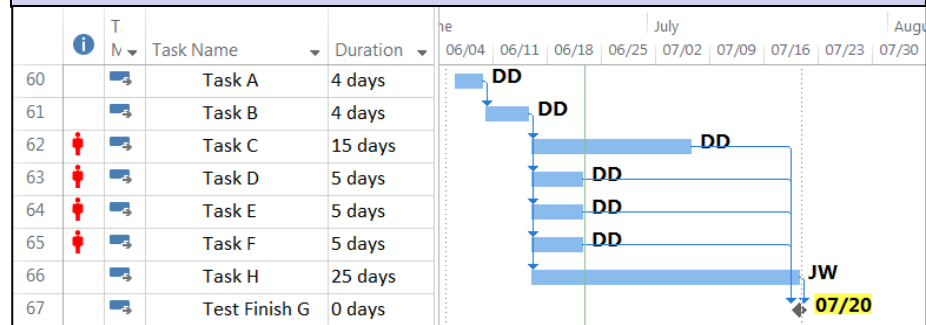 ne July Augu
T
M Task Name Duration 06/04 06/11 06/18 06/25 07/02 07/09 07/16 07/23 07/30
60 Task A 4 days DD
61 Task B 4 days DD
62 Task C 15 days DD
63 Task D 5 days DD
64 Task E 5 days DD
65 Task F 5 days DD
66 Task H 25 days JW
67 Test Finish G 0 days 07/20